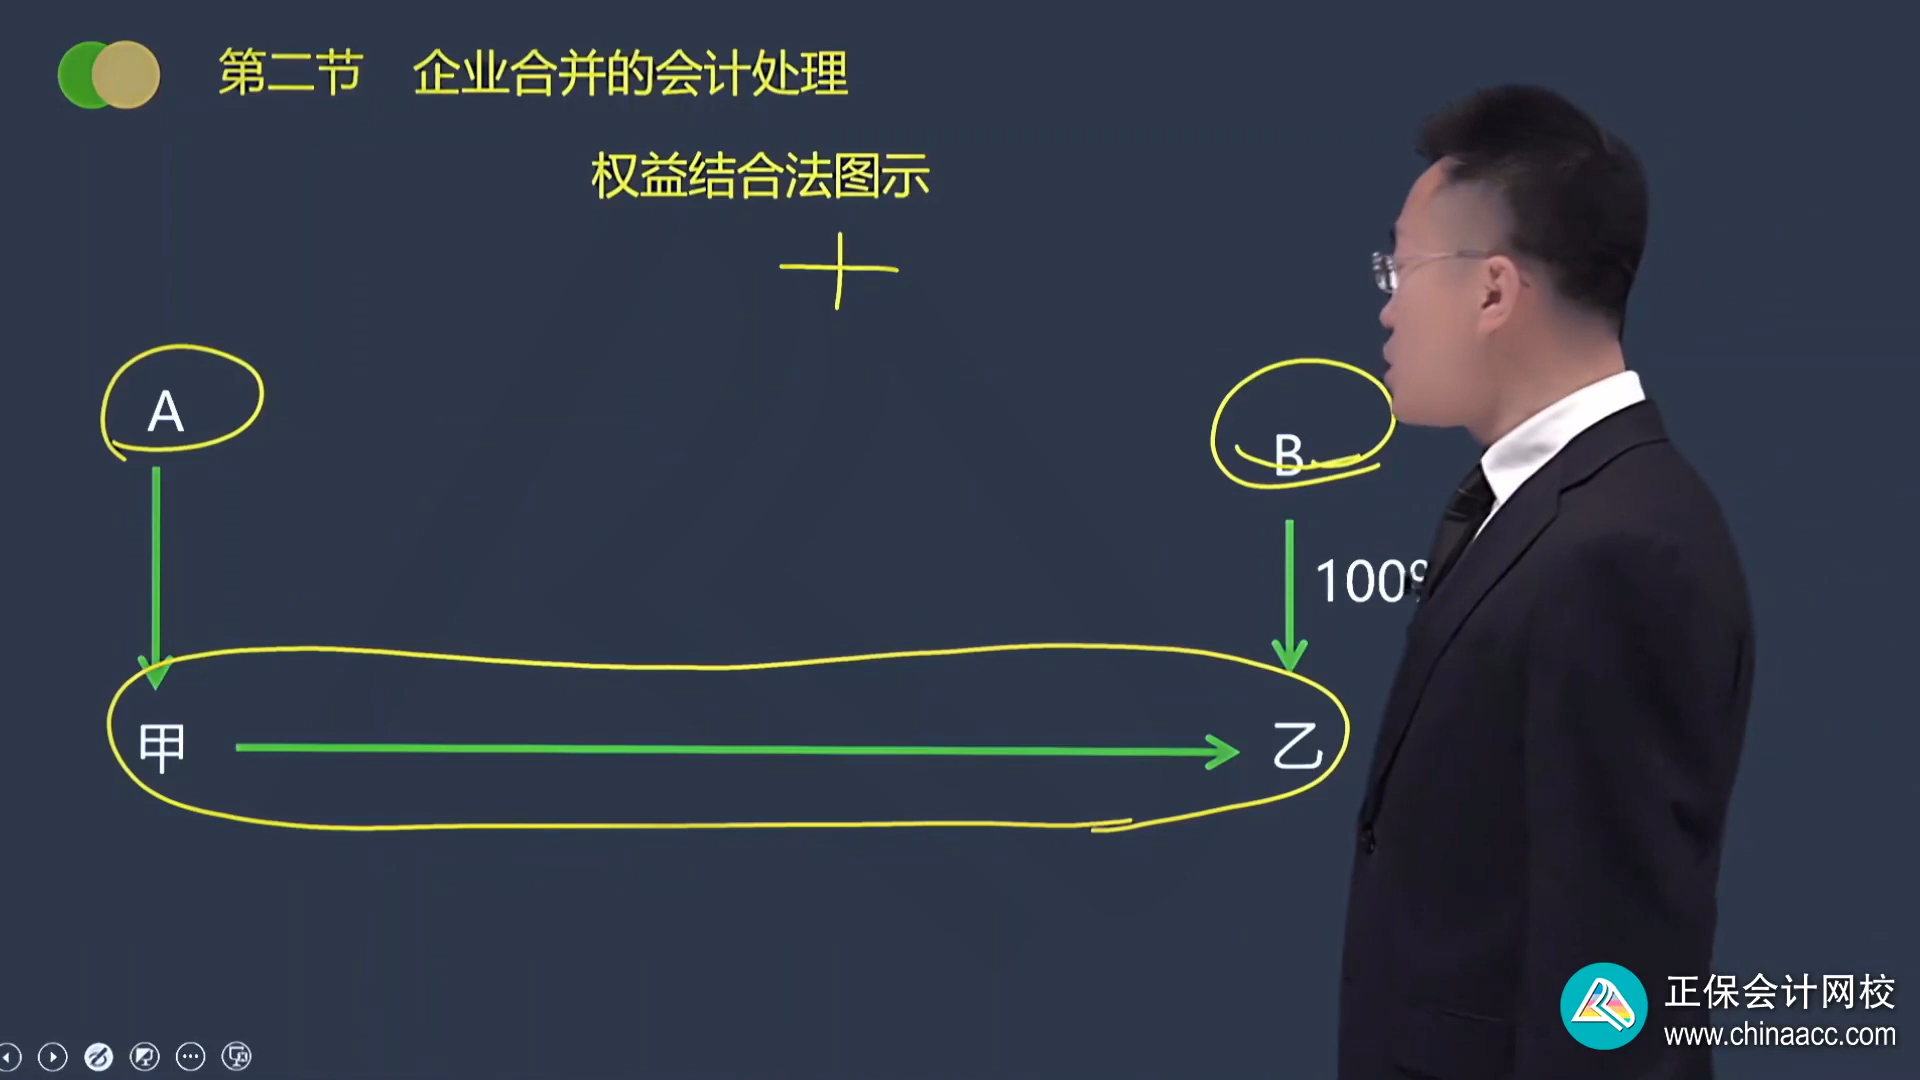 第二节 企业合并的会计处理
权益结合法图示
A
B
100%
甲
乙
正保会计网校
www.chinaacc.com